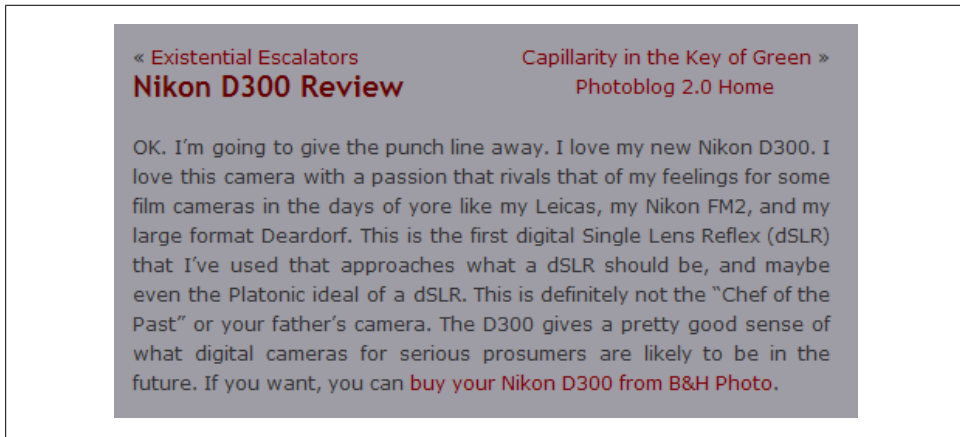 « Existential Escalators
Capillarity in the Key of Green »
Nikon D300 Review
Photoblog 2.0 Home
OK. I’m going to give the punch line away. I love my new Nikon D300. I
love this camera with a passion that rivals that of my feelings for some
film cameras in the days of yore like my Leicas, my Nikon FM2, and my
large format Deardorf. This is the first digital Single Lens Reflex (dSLR)
that I’ve used that approaches what a dSLR should be, and maybe
even the Platonic ideal of a dSLR. This is definitely not the “Chef of the
Past” or your father’s camera. The D300 gives a pretty good sense of
what digital cameras for serious prosumers are likely to be in the
future. If you want, you can buy your Nikon D300 from B&H Photo.